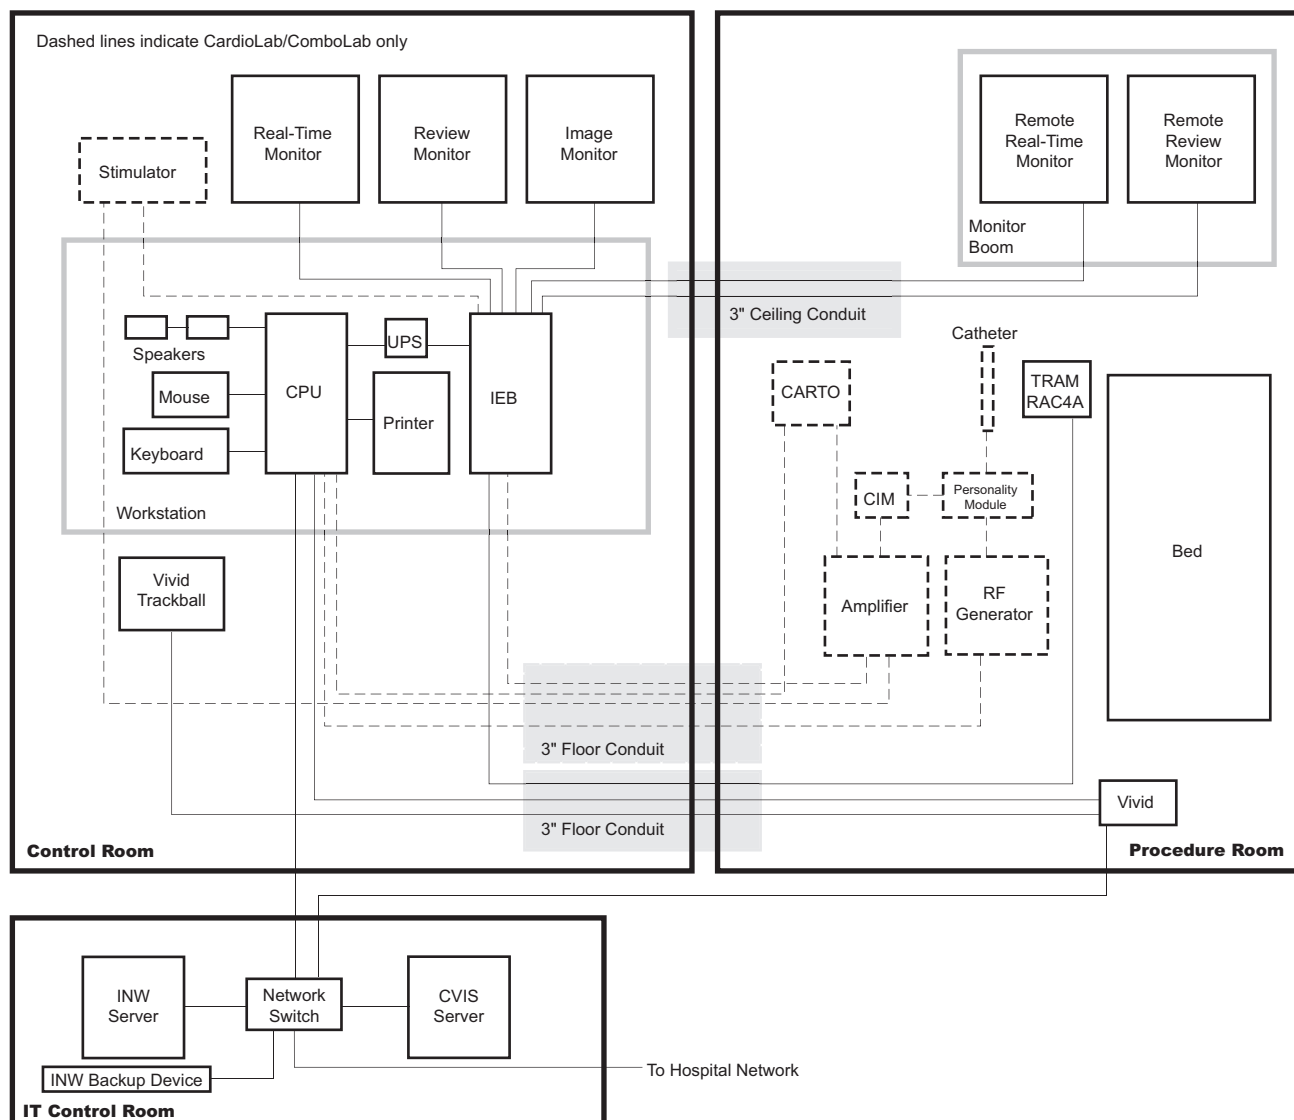 Dashed lines indicate CardioLab/ComboLab only
Stimulator
Real-Time
Monitor
Review
Monitor
Image
Monitor
Remote
Real-Time
Monitor
Remote
Review
Monitor
Monitor
Boom
3" Ceiling Conduit
Speakers
Mouse
Keyboard
CPU
UPS
Printer
IEB
Workstation
Catheter
CARTO
TRAM
RAC4A
CIM
Personality
Module
Amplifier
RF
Generator
Bed
Vivid
Trackball
3" Floor Conduit
3" Floor Conduit
Vivid
Control Room
Procedure Room
INW
Server
Network
Switch
CVIS
Server
INW Backup Device
To Hospital Network
IT Control Room